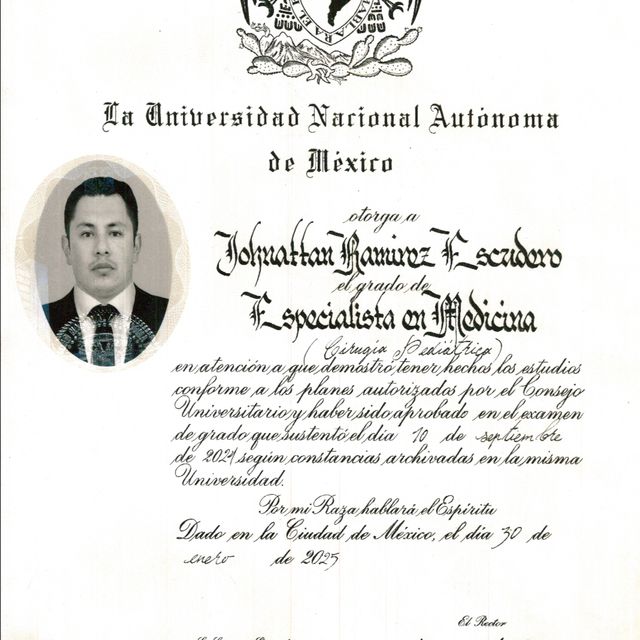 HABLARA EL
La Universidad Nacional Autónoma
de México
otorga a
Johnattan Ramirez Escudero
el grado de
Especialista en Medicina
(Cirugía Pediátrica)
en atención a que demostró tener hechos los estudios
conforme a los planes autorizados por el Consejo
Universitario y haber sido aprobado en el examen
de grado que sustentó el día 10 de septiembre
de 2024 según constancias archivadas en la misma
Universidad.
Por mi Raza hablará el Espíritu
Dado en la Ciudad de México, el día 30 de
enero de 2025
El Rector